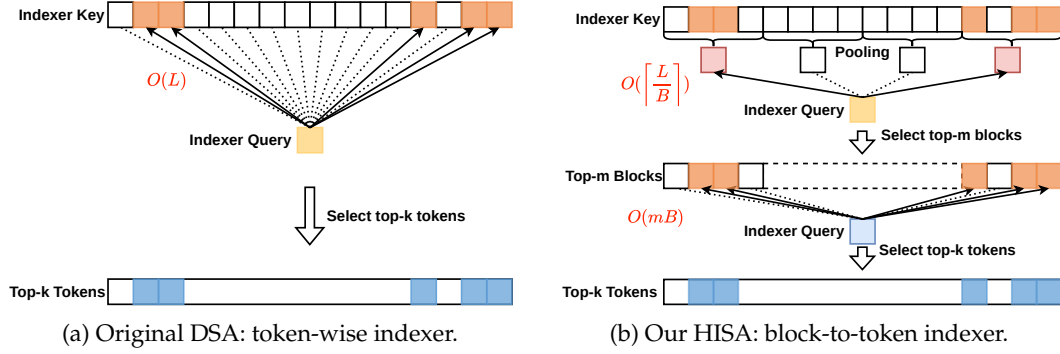 Indexer Key
O(L)
Indexer Query
Select top-k tokens
Top-k Tokens
(a) Original DSA: token-wise indexer.
Indexer Key
Pooling
O(⌈L/B⌉)
Indexer Query
Select top-m blocks
Top-m Blocks
O(mB)
Indexer Query
Select top-k tokens
Top-k Tokens
(b) Our HISA: block-to-token indexer.